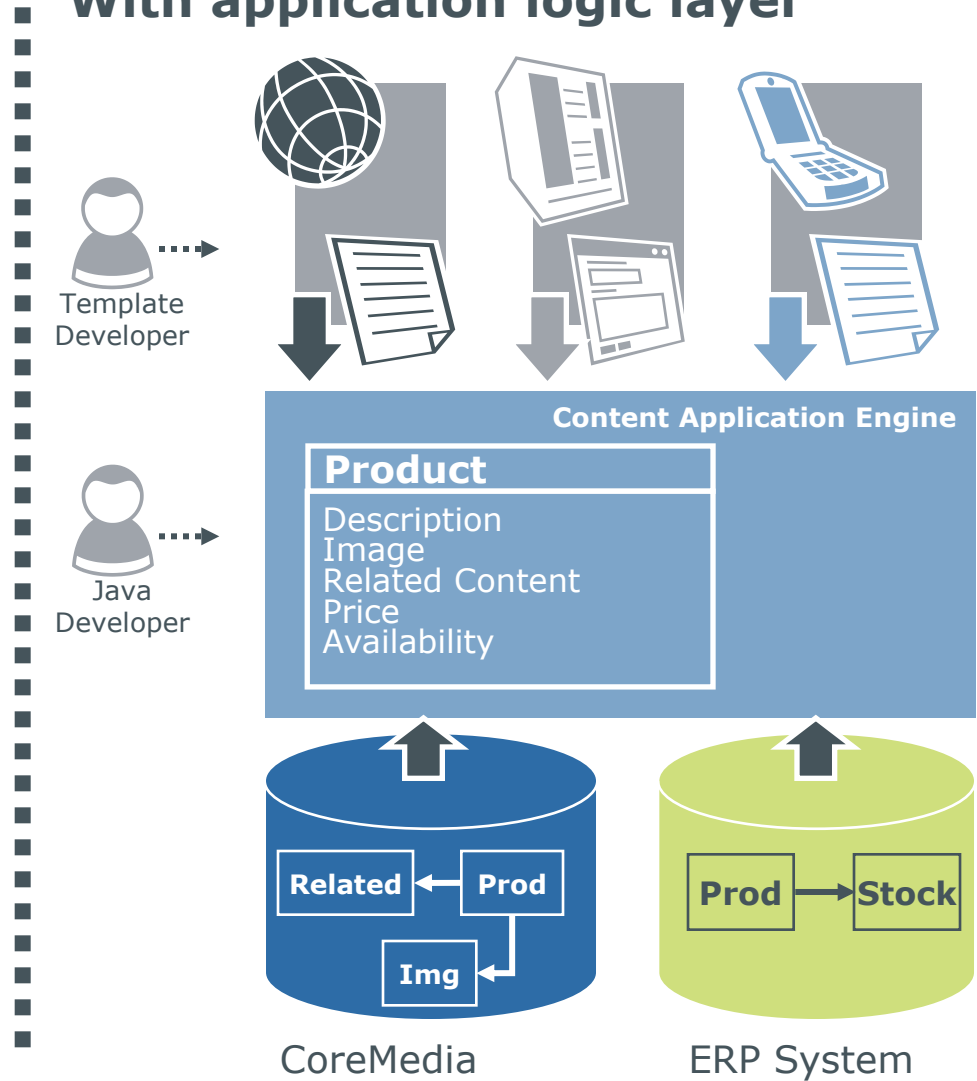 With application logic layer
Template
Developer
Content Application Engine
Product
Description
Image
Related Content
Price
Availability
Java
Developer
Related
Prod
Img
Prod
Stock
CoreMedia
ERP System